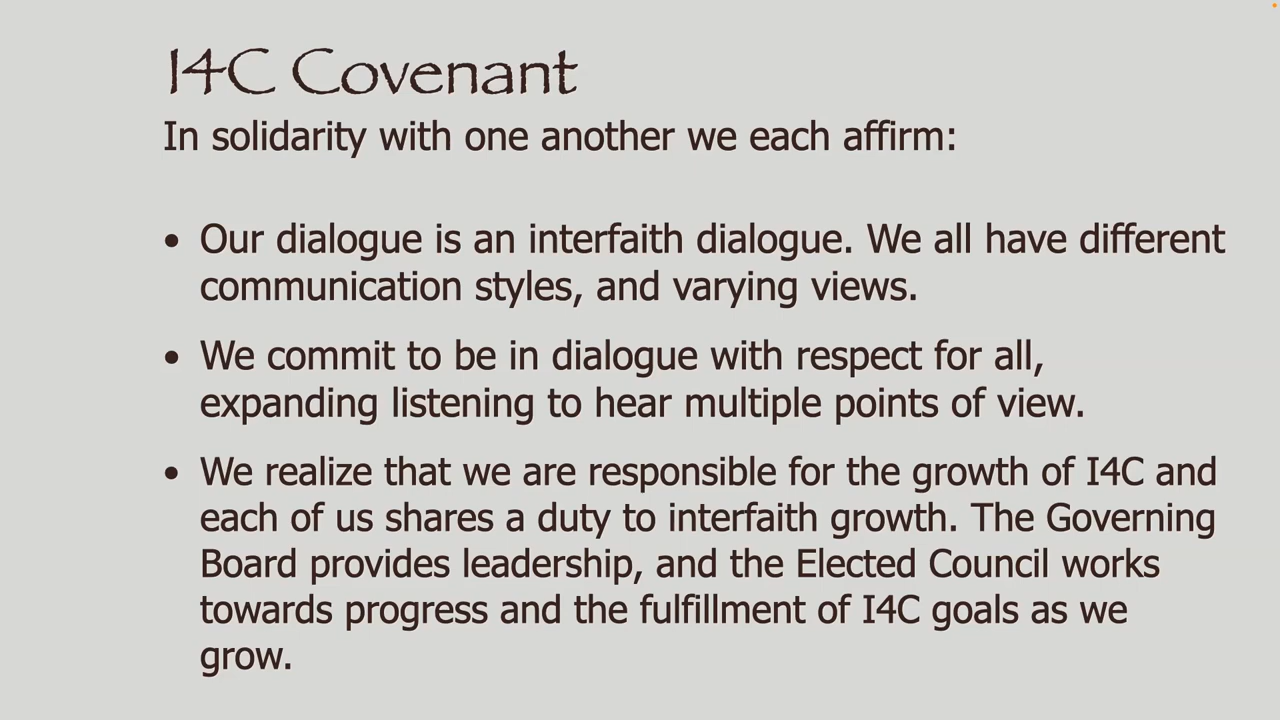 I4C Covenant
In solidarity with one another we each affirm:
• Our dialogue is an interfaith dialogue. We all have different
communication styles, and varying views.
• We commit to be in dialogue with respect for all,
expanding listening to hear multiple points of view.
• We realize that we are responsible for the growth of I4C and
each of us shares a duty to interfaith growth. The Governing
Board provides leadership, and the Elected Council works
towards progress and the fulfillment of I4C goals as we
grow.